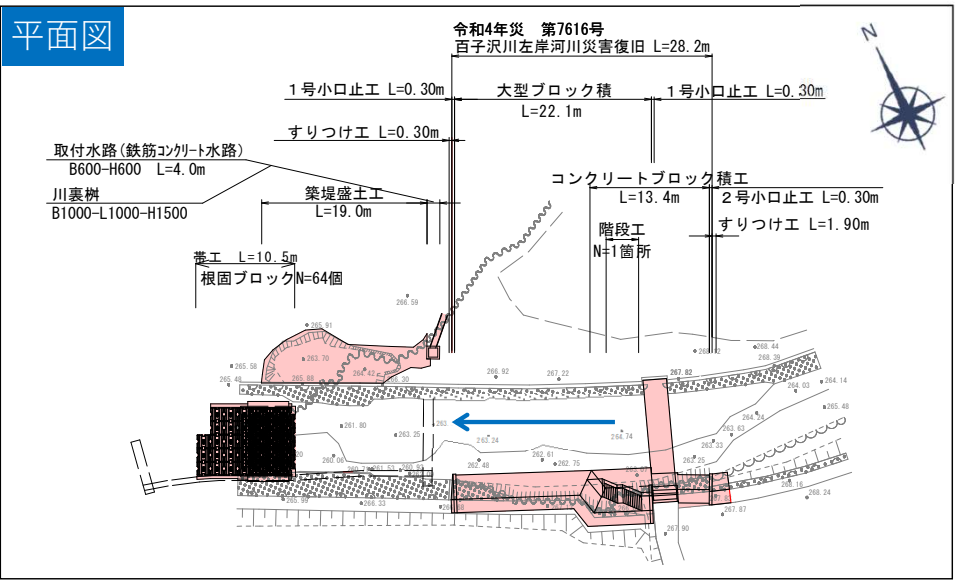 平面図
令和4年災 第7616号
百子沢川左岸河川災害復旧 L=28.2m
N
1号小口止工 L=0.30m
大型ブロック積
L=22.1m
1号小口止工 L=0.30m
すりつけ工 L=0.30m
取付水路(鉄筋コンクリート水路)
B600-H600 L=4.0m
川裏桝
B1000-L1000-H1500
築堤盛土工
L=19.0m
コンクリートブロック積工
L=13.4m
2号小口止工 L=0.30m
すりつけ工 L=1.90m
階段工
N=1箇所
帯工 L=10.5m
根固ブロックN=64個
266.59
265.91
263.70
264.42
265.88
266.30
265.58
265.48
266.92
267.22
267.82
268.44
268.39
264.03
264.14
265.48
264.24
263.63
263.33
263.25
261.80
263.25
263.24
264.74
262.61
262.75
262.48
260.06
261.53
260.93
265.99
266.33
268.16
268.24
267.87
267.90